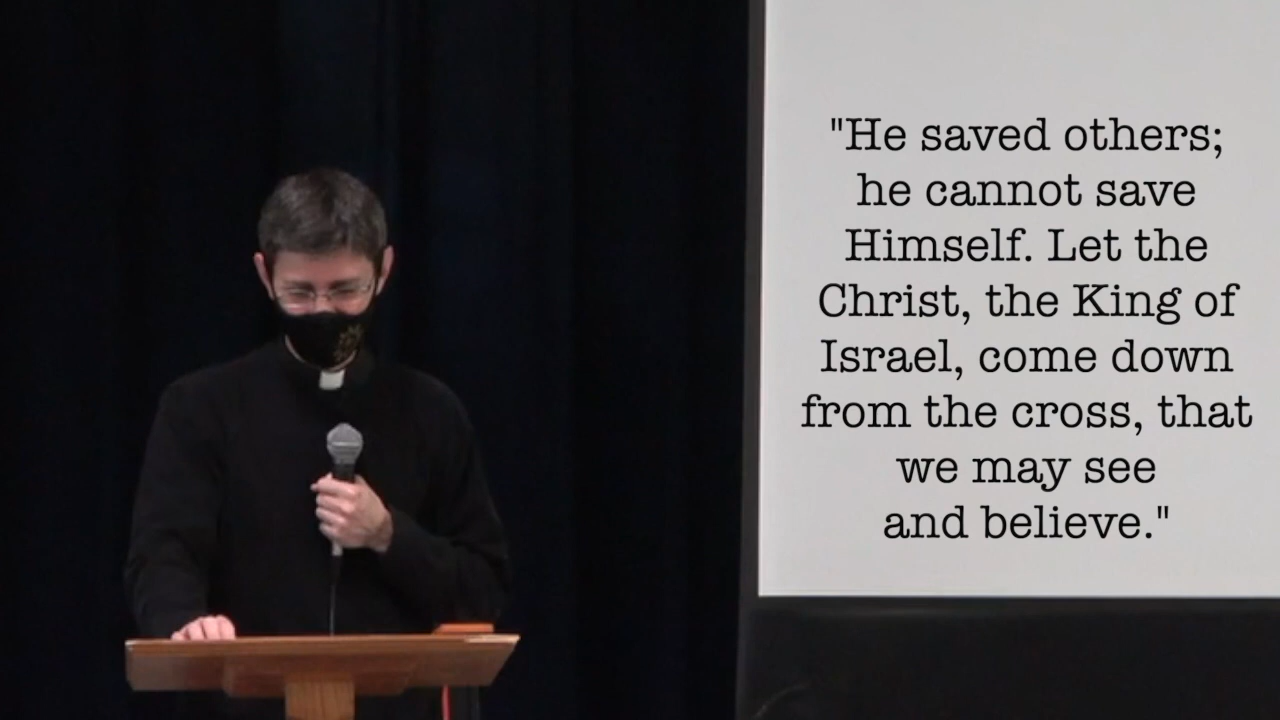 "He saved others;
he cannot save
Himself. Let the
Christ, the King of
Israel, come down
from the cross, that
we may see
and believe."